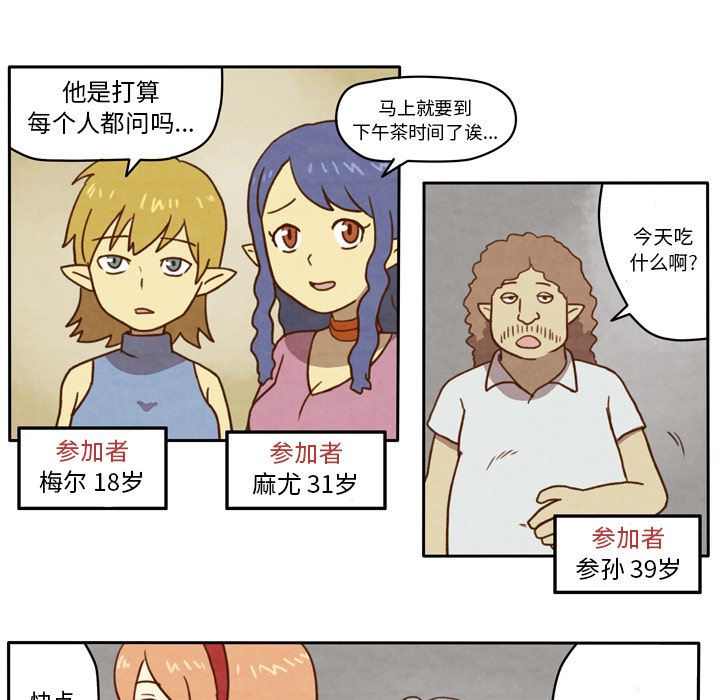 他是打算
每个人都问吗...
马上就要到
下午茶时间了诶...
今天吃
什么啊?
参加者
梅尔 18岁
参加者
麻尤 31岁
参加者
参孙 39岁